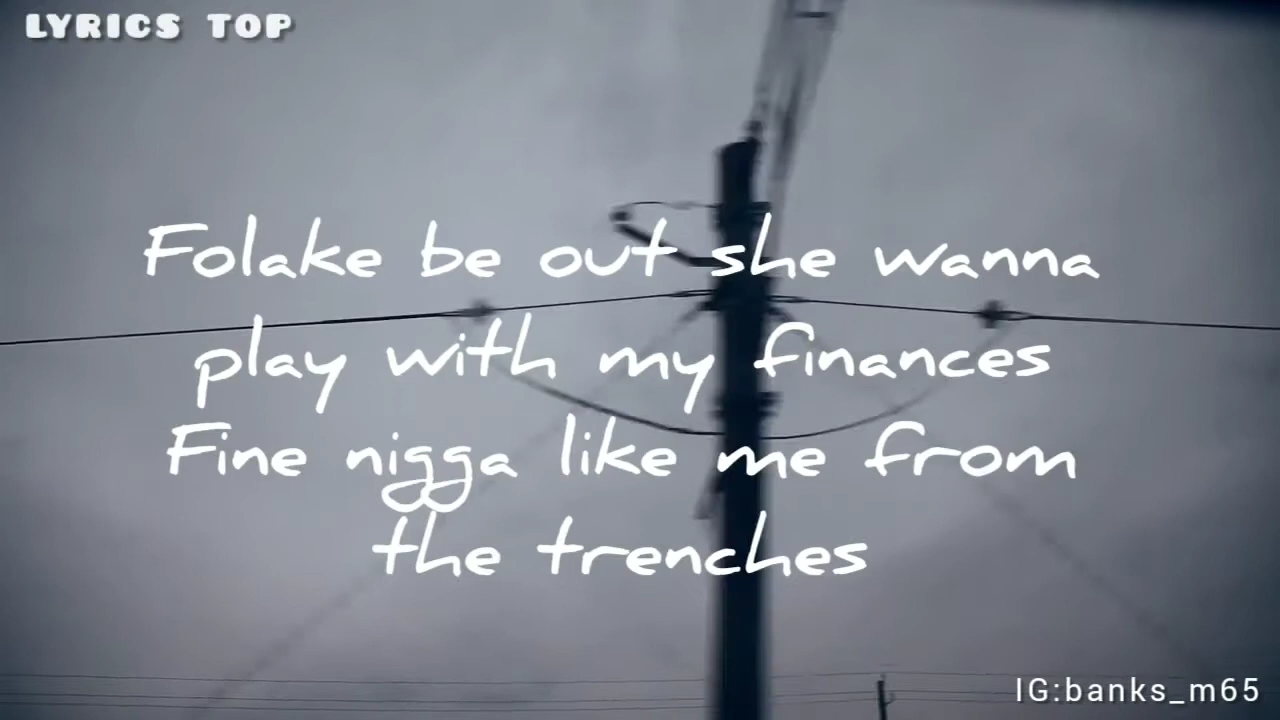 LYRICS TOP
Folake be out she wanna
play with my finances
Fine nigga like me from
the trenches
IG:banks_m65